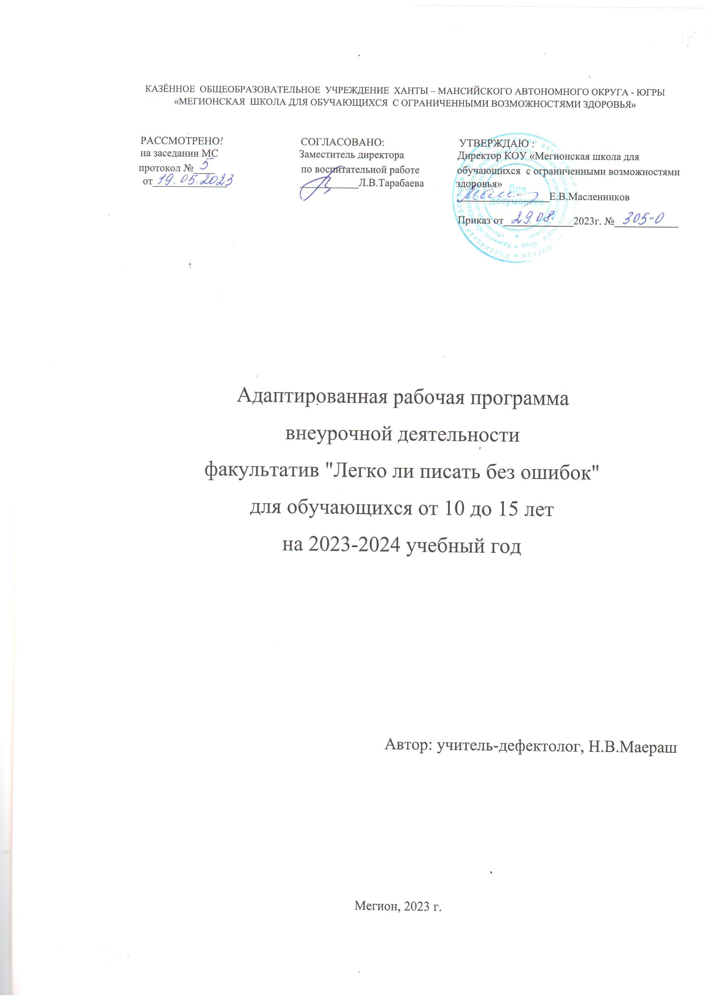 КАЗЁННОЕ ОБЩЕОБРАЗОВАТЕЛЬНОЕ УЧРЕЖДЕНИЕ ХАНТЫ – МАНСИЙСКОГО АВТОНОМНОГО ОКРУГА - ЮГРЫ
«МЕГИОНСКАЯ ШКОЛА ДЛЯ ОБУЧАЮЩИХСЯ С ОГРАНИЧЕННЫМИ ВОЗМОЖНОСТЯМИ ЗДОРОВЬЯ»
РАССМОТРЕНО:
на заседании МС
протокол № 5
от 19.05.2023
СОГЛАСОВАНО:
Заместитель директора
по воспитательной работе
Л.В.Тарабаева
УТВЕРЖДАЮ :
Директор КОУ «Мегионская школа для
обучающихся с ограниченными возможностями
здоровья»
Е.В.Масленников
Приказ от 29.08. 2023г. № 305-О
Для
документов
Адаптированная рабочая программа
внеурочной деятельности
факультатив "Легко ли писать без ошибок"
для обучающихся от 10 до 15 лет
на 2023-2024 учебный год
Автор: учитель-дефектолог, Н.В.Маераш
Мегион, 2023 г.